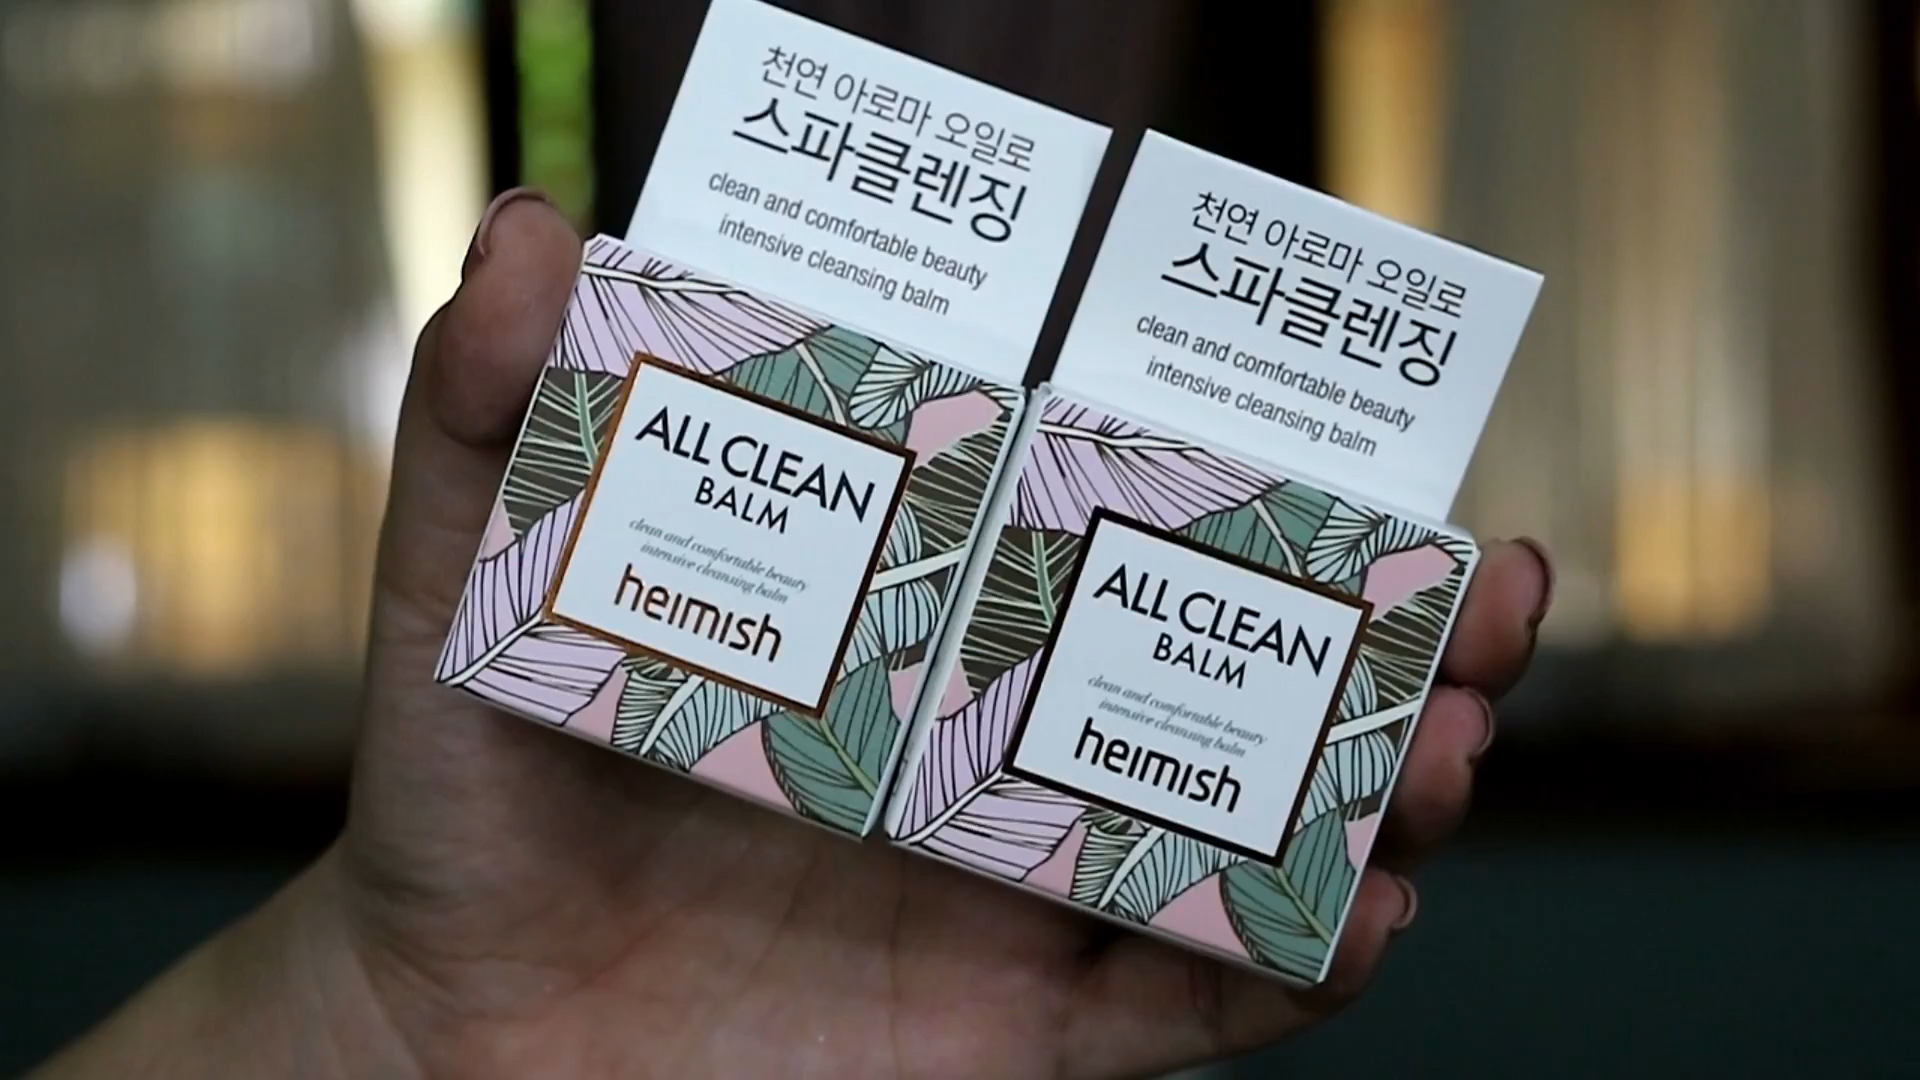 천연 아로마 오일로
스파클렌징
clean and comfortable beauty
intensive cleansing balm
ALL CLEAN
BALM
clean and comfortable beauty
intensive cleansing balm
heimish
천연 아로마 오일로
스파클렌징
clean and comfortable beauty
intensive cleansing balm
ALL CLEAN
BALM
clean and comfortable beauty
intensive cleansing balm
heimish